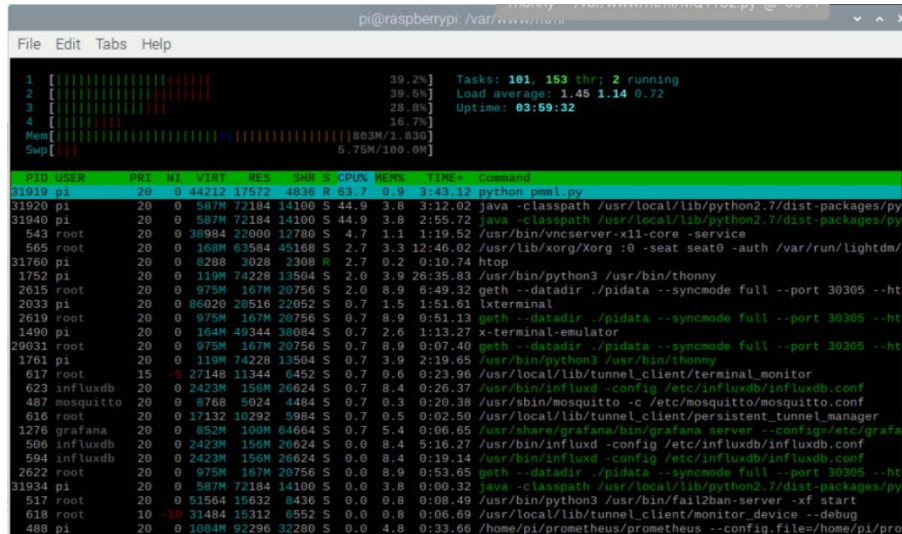 pi@raspberrypi: /var/www/html
File Edit Tabs Help
1 [ 39.2%] Tasks: 101, 153 thr; 2 running
2 [ 39.5%] Load average: 1.45 1.14 0.72
3 [ 28.8%] Uptime: 03:59:32
4 [ 16.7%]
Mem[ 803M/1.83G]
Swp[ 5.75M/100.0M]
PID USER PRI NI VIRT RES SHR S CPU% MEM% TIME+ Command
31919 pi 20 0 44212 17572 4836 R 63.7 0.9 3:43.12 python pmml.py
31920 pi 20 0 587M 72184 14100 S 44.9 3.8 3:12.02 java -classpath /usr/local/lib/python2.7/dist-packages/py
31940 pi 20 0 587M 72184 14100 S 44.9 3.8 2:55.72 java -classpath /usr/local/lib/python2.7/dist-packages/py
543 root 20 0 38984 22000 12780 S 4.7 1.1 1:19.52 /usr/bin/vncserver-x11-core -service
565 root 20 0 168M 63584 45168 S 2.7 3.3 12:46.02 /usr/lib/xorg/Xorg :0 -seat seat0 -auth /var/run/lightdm/
31760 pi 20 0 8288 3028 2308 R 2.7 0.2 0:10.74 htop
1752 pi 20 0 119M 74228 13504 S 2.0 3.9 26:35.83 /usr/bin/python3 /usr/bin/thonny
2615 root 20 0 975M 167M 20756 S 2.0 8.9 6:49.32 geth --datadir ./pidata --syncmode full --port 30305 --ht
2033 pi 20 0 86020 28516 22052 S 0.7 1.5 1:51.61 lxterminal
2619 root 20 0 975M 167M 20756 S 0.7 8.9 0:51.13 geth --datadir ./pidata --syncmode full --port 30305 --ht
1490 pi 20 0 164M 49344 38084 S 0.7 2.6 1:13.27 x-terminal-emulator
29031 root 20 0 975M 167M 20756 S 0.7 8.9 0:07.40 geth --datadir ./pidata --syncmode full --port 30305 --ht
1761 pi 20 0 119M 74228 13504 S 0.7 3.9 2:19.65 /usr/bin/python3 /usr/bin/thonny
617 root 15 -5 27148 11344 6452 S 0.7 0.6 0:23.96 /usr/local/lib/tunnel_client/terminal_monitor
623 influxdb 20 0 2423M 156M 26624 S 0.7 8.4 0:26.37 /usr/bin/influxd -config /etc/influxdb/influxdb.conf
487 mosquitto 20 0 8768 5024 4484 S 0.7 0.3 0:20.38 /usr/sbin/mosquitto -c /etc/mosquitto/mosquitto.conf
616 root 20 0 17132 10292 5984 S 0.7 0.5 0:02.50 /usr/local/lib/tunnel_client/persistent_tunnel_manager
1276 grafana 20 0 852M 100M 64664 S 0.7 5.4 0:06.65 /usr/share/grafana/bin/grafana server --config=/etc/grafa
506 influxdb 20 0 2423M 156M 26624 S 0.0 8.4 5:16.27 /usr/bin/influxd -config /etc/influxdb/influxdb.conf
594 influxdb 20 0 2423M 156M 26624 S 0.0 8.4 0:19.14 /usr/bin/influxd -config /etc/influxdb/influxdb.conf
2622 root 20 0 975M 167M 20756 S 0.0 8.9 0:53.65 geth --datadir ./pidata --syncmode full --port 30305 --ht
31934 pi 20 0 587M 72184 14100 S 0.0 3.8 0:00.32 java -classpath /usr/local/lib/python2.7/dist-packages/py
517 root 20 0 51564 15632 8436 S 0.0 0.8 0:08.49 /usr/bin/python3 /usr/bin/fail2ban-server -xf start
618 root 10 -10 31484 15312 6552 S 0.0 0.8 0:06.69 /usr/local/lib/tunnel_client/monitor_device --debug
488 pi 20 0 1084M 92296 32280 S 0.0 4.8 0:33.66 /home/pi/prometheus/prometheus --config.file=/home/pi/pro